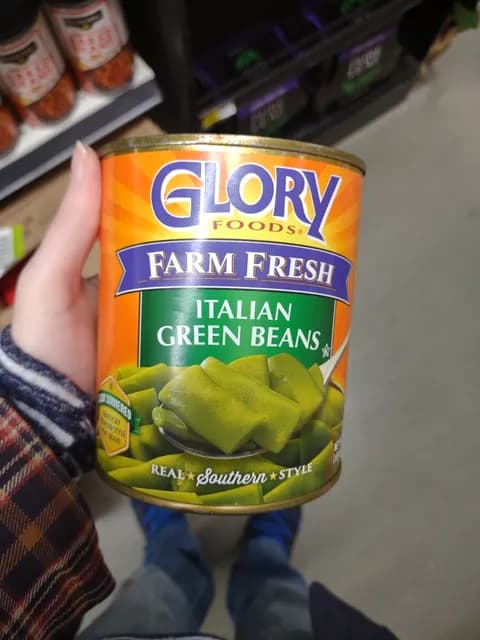 GLORY
FOODS®
FARM FRESH
ITALIAN
GREEN BEANS
REAL★Southern★STYLE